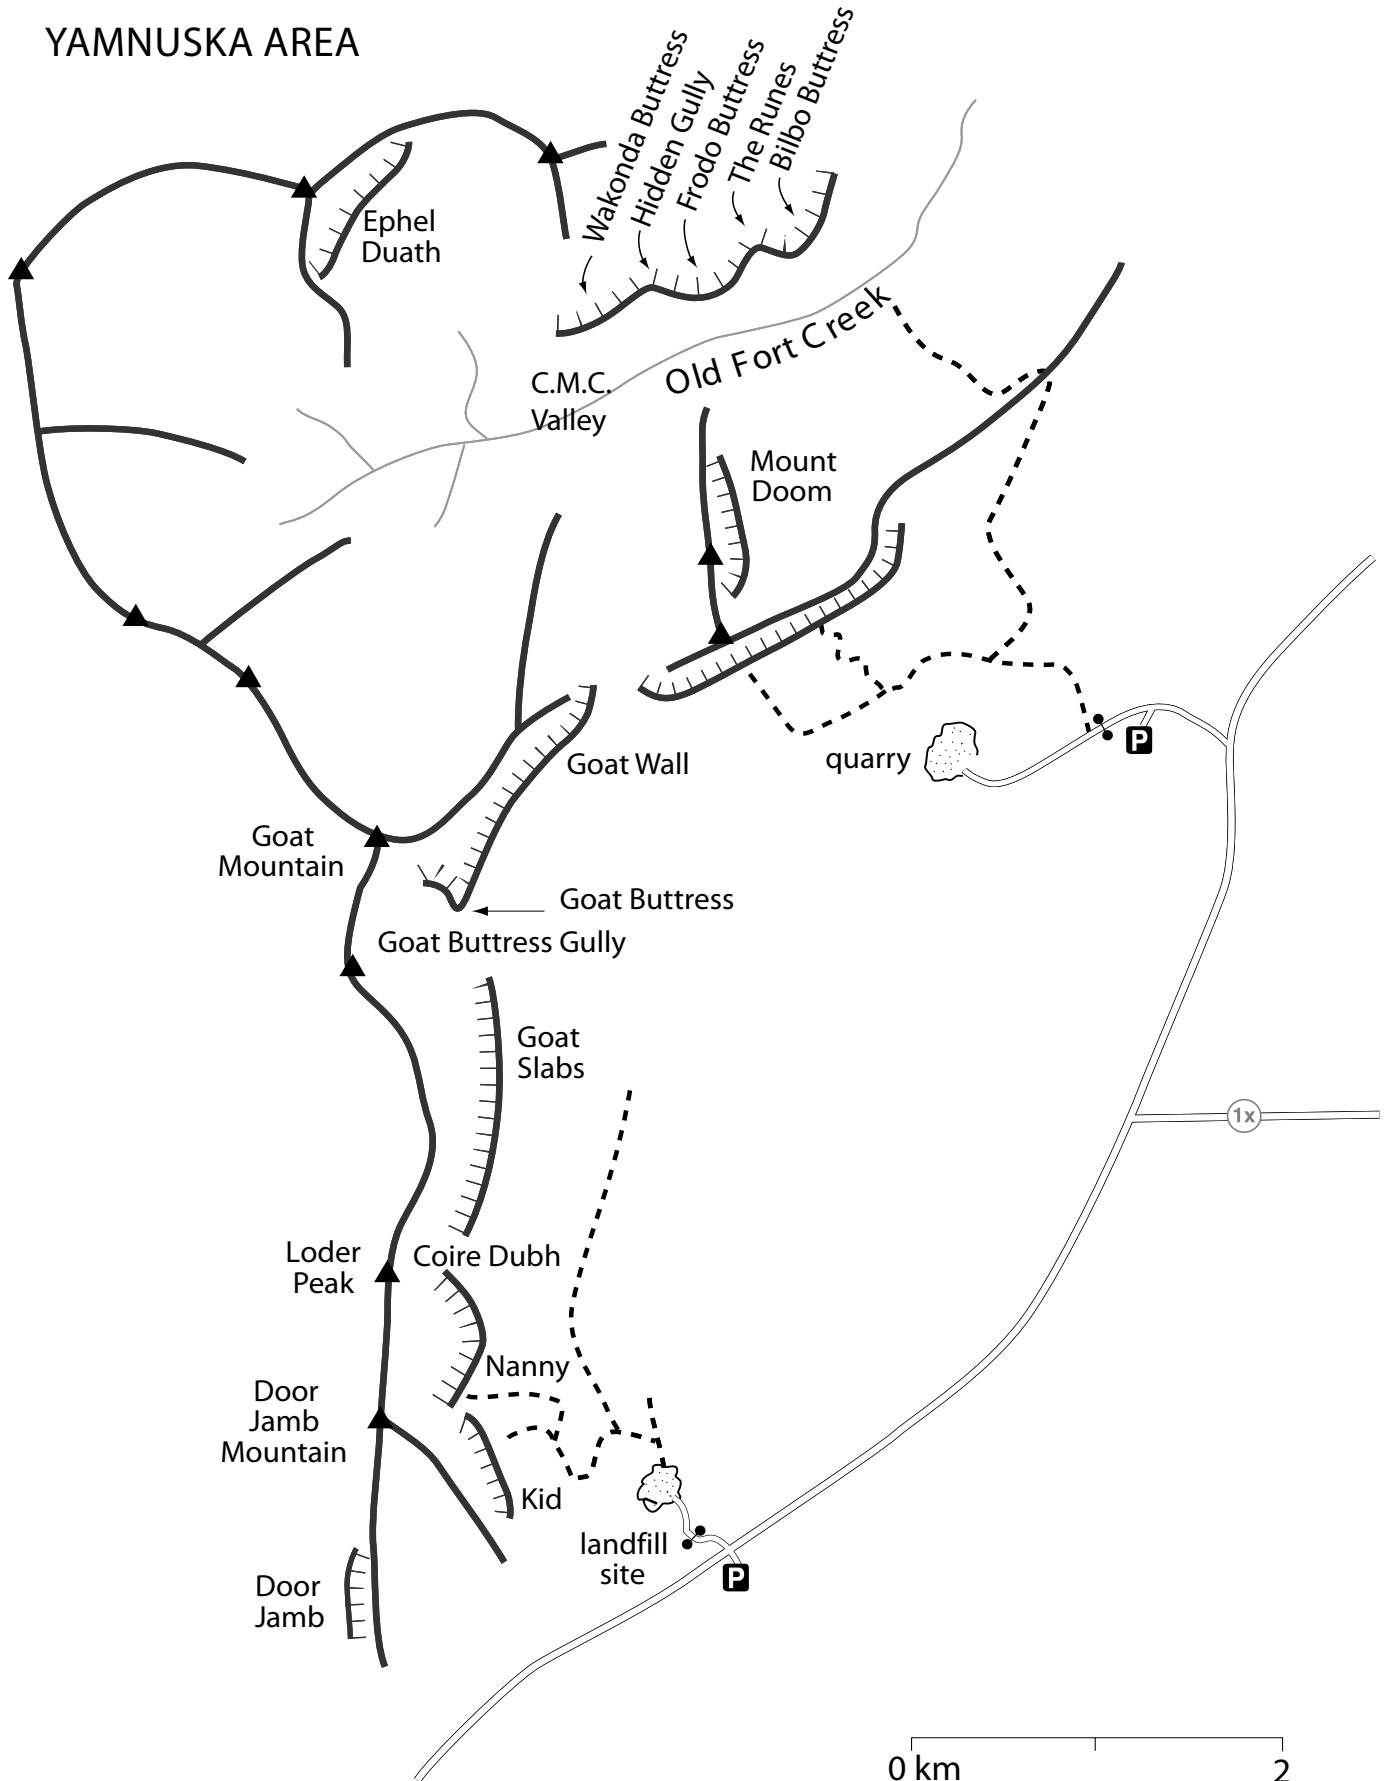 YAMNUSKA AREA
Wakonda Buttress
Hidden Gully
Frodo Buttress
The Runes
Bilbo Buttress
Ephel
Duath
Old Fort Creek
C.M.C.
Valley
Mount
Doom
quarry
P
Goat Wall
Goat
Mountain
Goat Buttress
Goat Buttress Gully
Goat
Slabs
1x
Loder
Peak
Coire Dubh
Nanny
Door
Jamb
Mountain
Kid
landfill
site
P
Door
Jamb
0 km
2